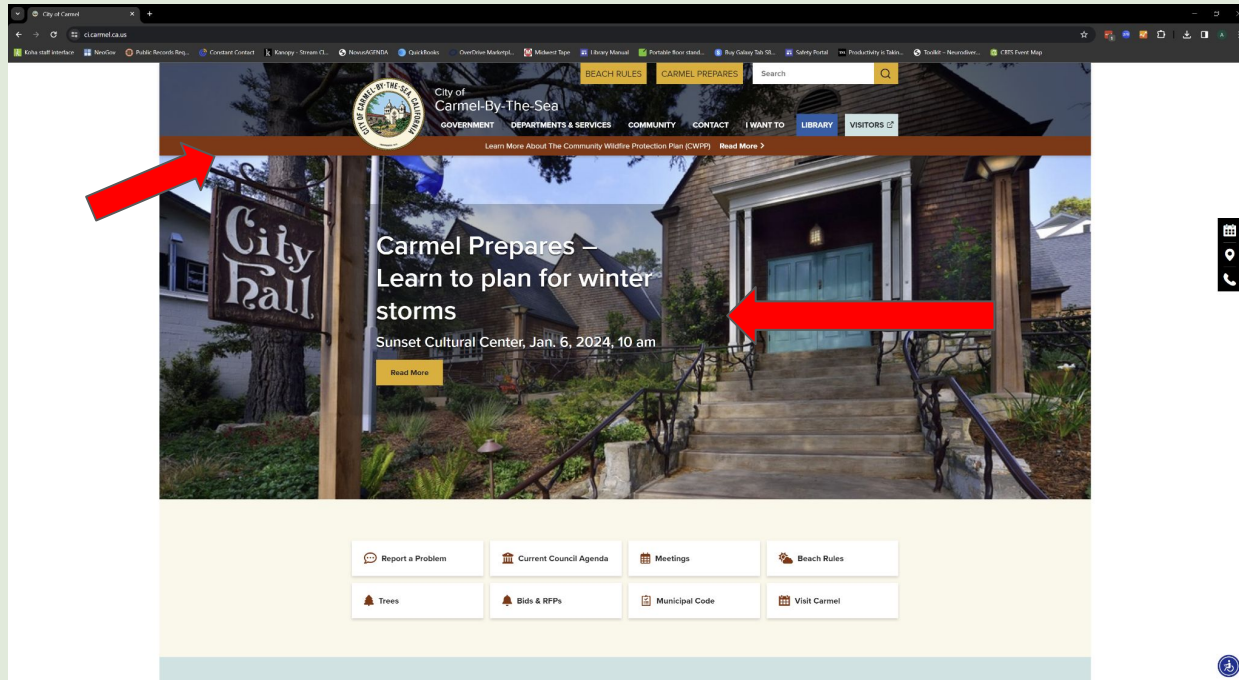 City of Carmel
ci.carmel.ca.us
Koha staff interface NeoGov Public Records Req... Constant Contact Kanopy - Stream Cl... NovusAGENDA QuickBooks OverDrive Marketpl... Midwest Tape Library Manual Portable floor stand... Buy Galaxy Tab S8... Safety Portal Productivity is Takin... Toolkit – Neurodiver... CRIS Event Map
BEACH RULES CARMEL PREPARES Search
CITY OF CARMEL-BY-THE-SEA, CALIFORNIA
City of
Carmel-By-The-Sea
GOVERNMENT DEPARTMENTS & SERVICES COMMUNITY CONTACT I WANT TO LIBRARY VISITORS
Learn More About The Community Wildfire Protection Plan (CWPP) Read More
City
Hall
Carmel Prepares –
Learn to plan for winter
storms
Sunset Cultural Center, Jan. 6, 2024, 10 am
Read More
Report a Problem Current Council Agenda Meetings Beach Rules
Trees Bids & RFPs Municipal Code Visit Carmel